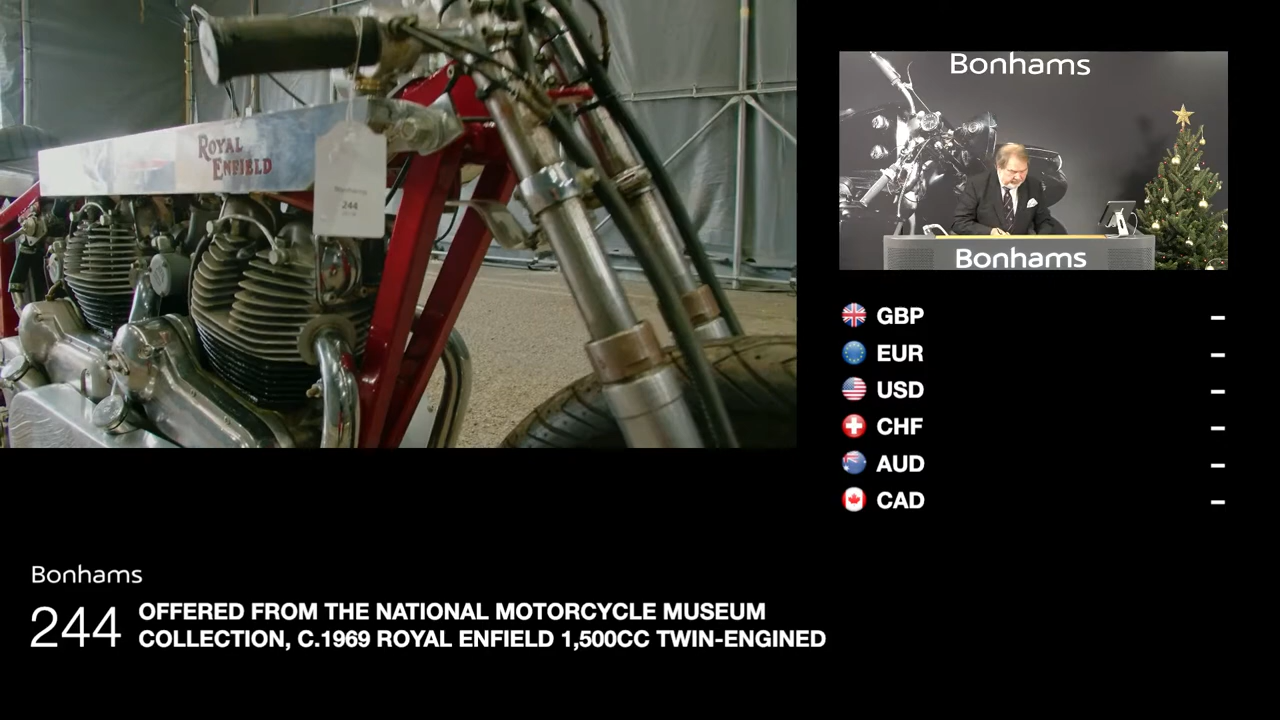 ROYAL
ENFIELD
244
Bonhams
Bonhams
GBP –
EUR –
USD –
CHF –
AUD –
CAD –
Bonhams
244 OFFERED FROM THE NATIONAL MOTORCYCLE MUSEUM
COLLECTION, C.1969 ROYAL ENFIELD 1,500CC TWIN-ENGINED